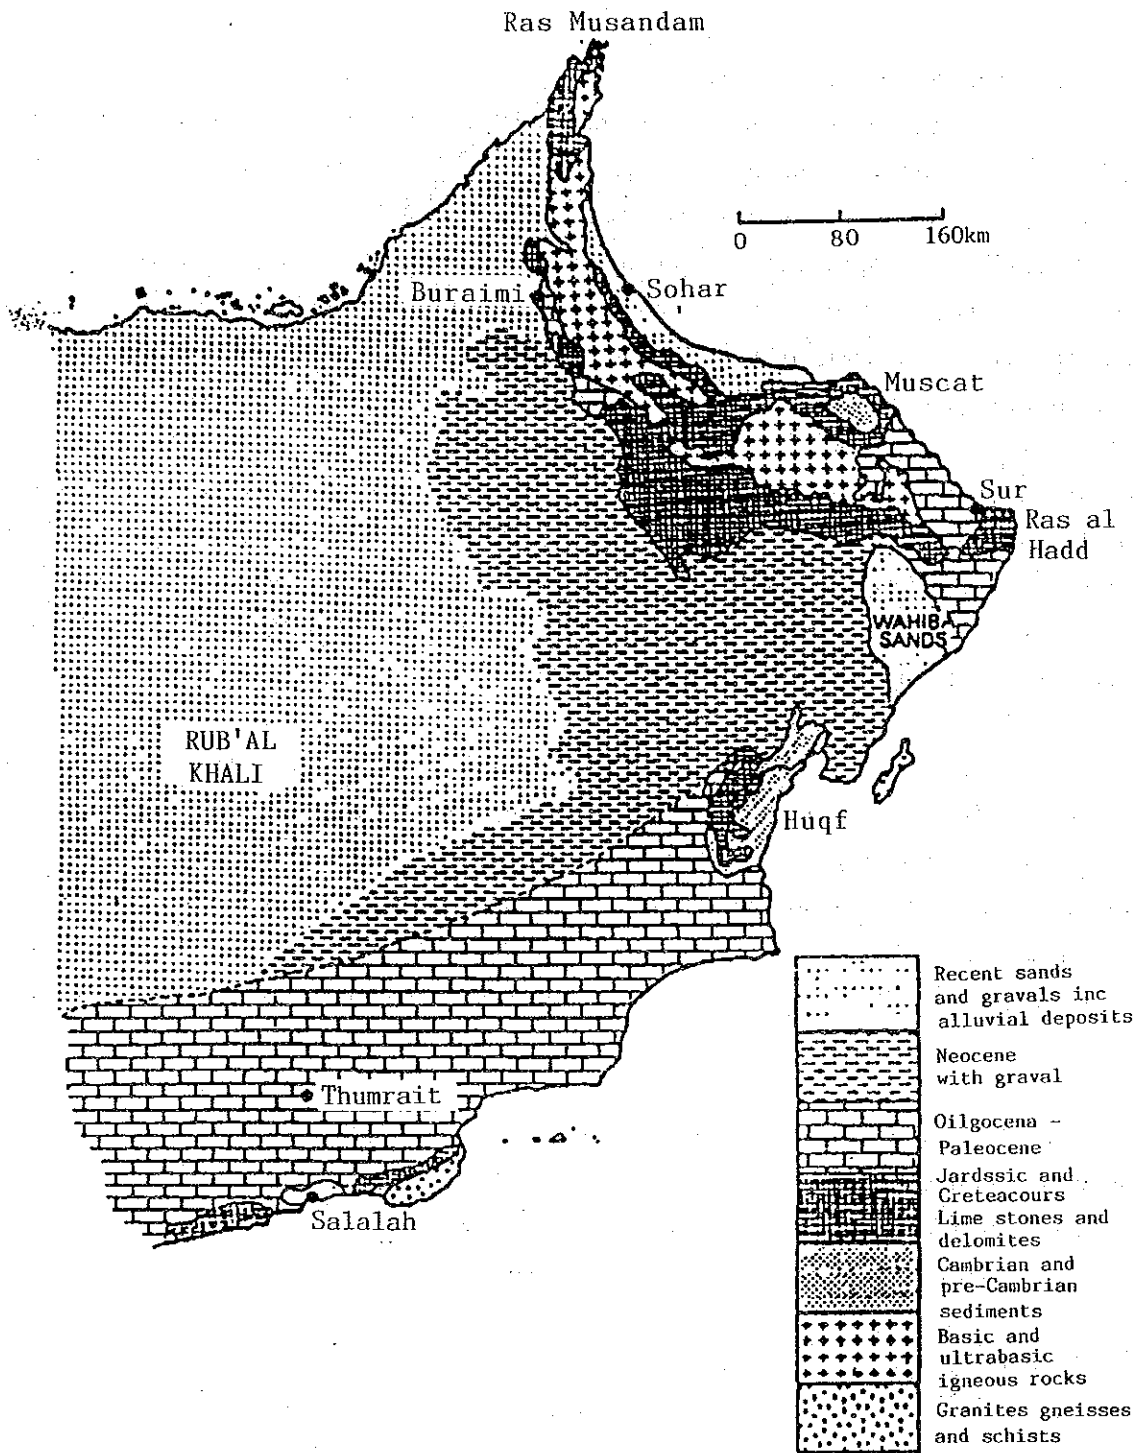 Ras Musandam
0 80 160km
Buraimi
Sohar
Muscat
Sur
Ras al
Hadd
WAHIBA
SANDS
RUB'AL
KHALI
Huqf
Thumrait
Salalah
Recent sands
and gravals inc
alluvial deposits
Neocene
with graval
Oilgocena -
Paleocene
Jardssic and
Creteacours
Lime stones and
delomites
Cambrian and
pre-Cambrian
sediments
Basic and
ultrabasic
igneous rocks
Granites gneisses
and schists